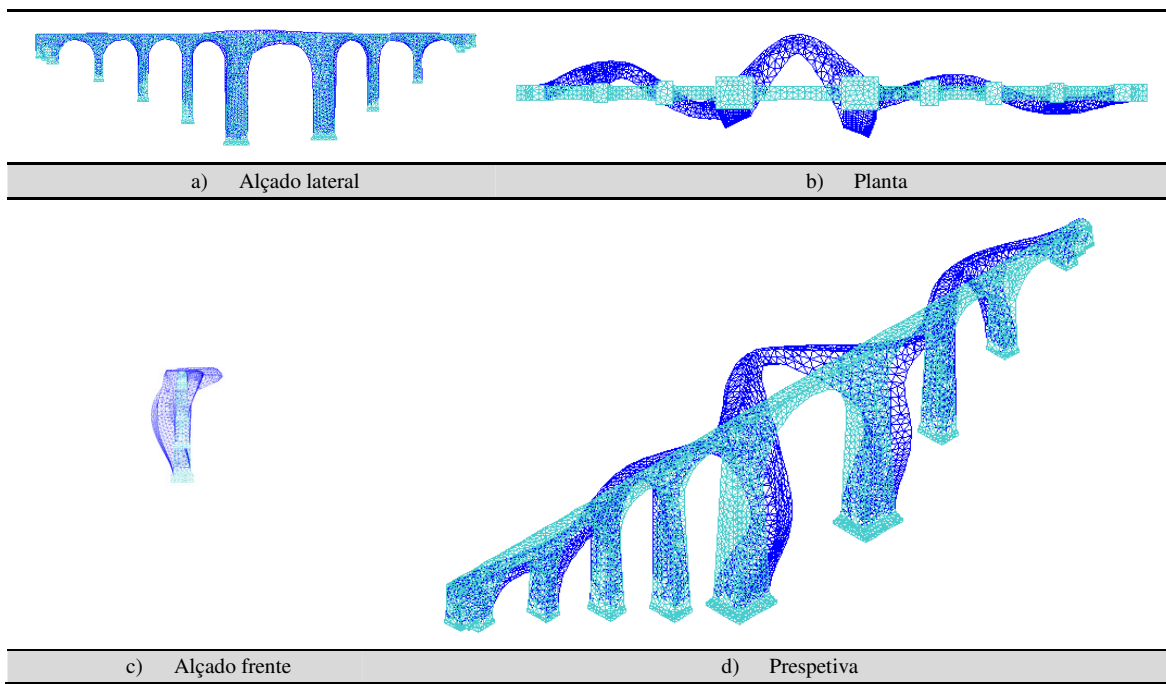 a) Alçado lateral
b) Planta
c) Alçado frente
d) Prespetiva